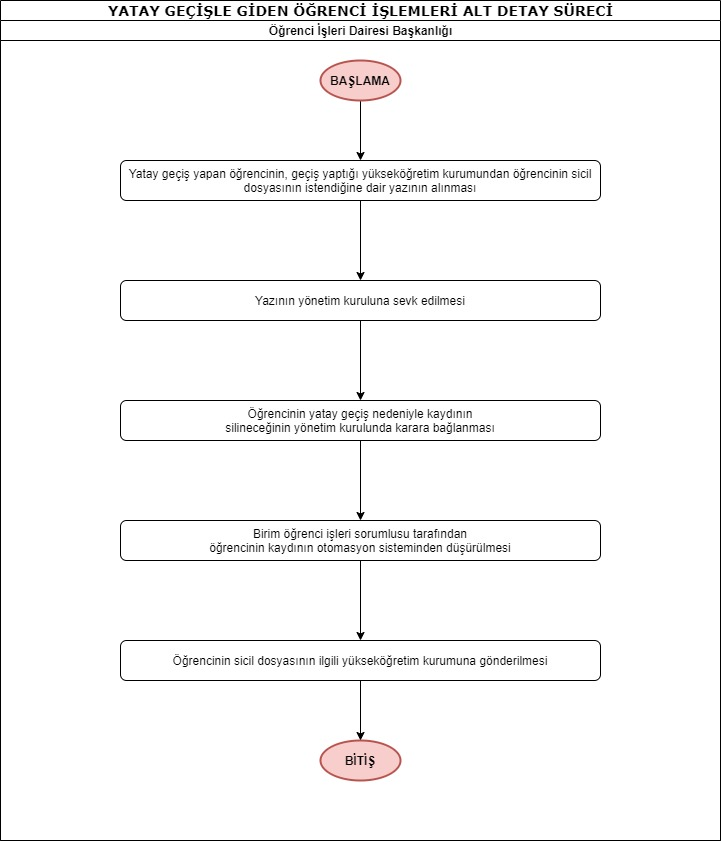 YATAY GEÇİŞLE GİDEN ÖĞRENCİ İŞLEMLERİ ALT DETAY SÜRECİ
Öğrenci İşleri Dairesi Başkanlığı
BAŞLAMA
Yatay geçiş yapan öğrencinin, geçiş yaptığı yükseköğretim kurumundan öğrencinin sicil
dosyasının istendiğine dair yazının alınması
Yazının yönetim kuruluna sevk edilmesi
Öğrencinin yatay geçiş nedeniyle kaydının
silineceğinin yönetim kurulunda karara bağlanması
Birim öğrenci işleri sorumlusu tarafından
öğrencinin kaydının otomasyon sisteminden düşürülmesi
Öğrencinin sicil dosyasının ilgili yükseköğretim kurumuna gönderilmesi
BİTİŞ